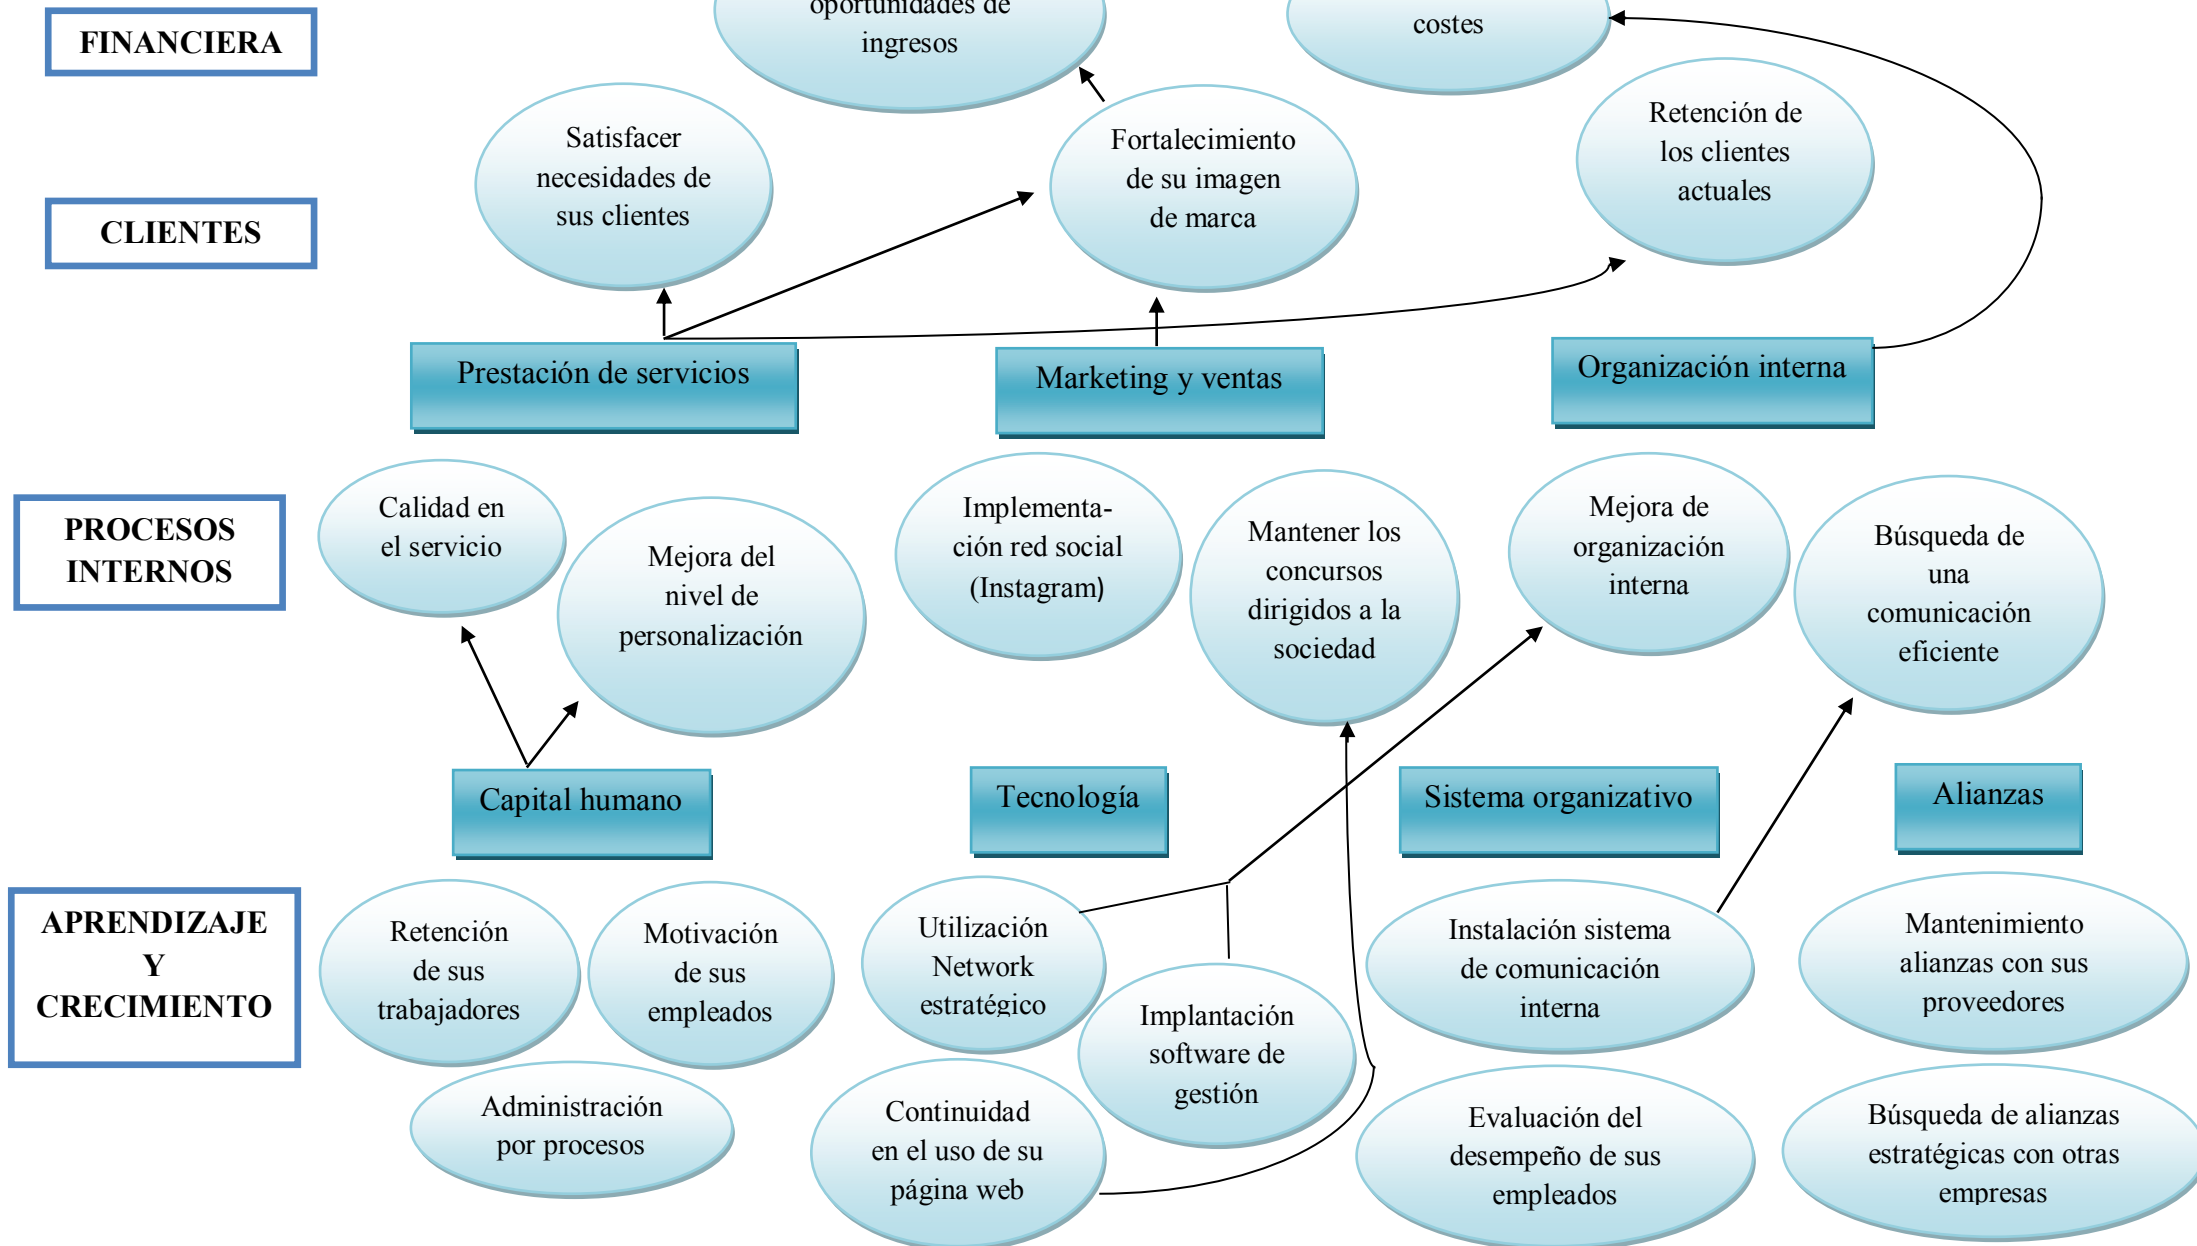 oportunidades de
ingresos
costes
FINANCIERA
Satisfacer
necesidades de
sus clientes
Fortalecimiento
de su imagen
de marca
Retención de
los clientes
actuales
CLIENTES
Prestación de servicios
Marketing y ventas
Organización interna
PROCESOS
INTERNOS
Calidad en
el servicio
Mejora del
nivel de
personalización
Implementa-
ción red social
(Instagram)
Mantener los
concursos
dirigidos a la
sociedad
Mejora de
organización
interna
Búsqueda de
una
comunicación
eficiente
Capital humano
Tecnología
Sistema organizativo
Alianzas
APRENDIZAJE
Y
CRECIMIENTO
Retención
de sus
trabajadores
Motivación
de sus
empleados
Administración
por procesos
Utilización
Network
estratégico
Implantación
software de
gestión
Continuidad
en el uso de su
página web
Instalación sistema
de comunicación
interna
Evaluación del
desempeño de sus
empleados
Mantenimiento
alianzas con sus
proveedores
Búsqueda de alianzas
estratégicas con otras
empresas